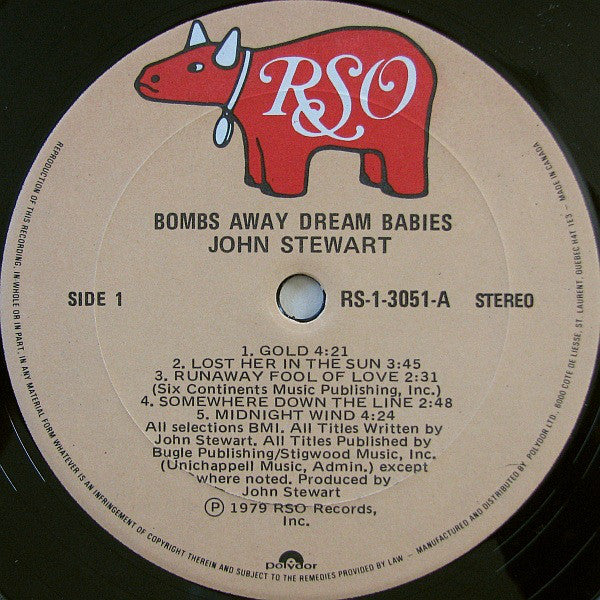 RSO
BOMBS AWAY DREAM BABIES
JOHN STEWART
SIDE 1
RS-1-3051-A STEREO
1. GOLD 4:21
2. LOST HER IN THE SUN 3:45
3. RUNAWAY FOOL OF LOVE 2:31
(Six Continents Music Publishing, Inc.)
4. SOMEWHERE DOWN THE LINE 2:48
5. MIDNIGHT WIND 4:24
All selections BMI. All Titles Written by
John Stewart. All Titles Published by
Bugle Publishing/Stigwood Music, Inc.
(Unichappell Music, Admin.) except
where noted. Produced by
John Stewart
Ⓟ 1979 RSO Records,
Inc.
polydor
REPRODUCTION OF THIS RECORDING, IN WHOLE OR IN PART, IN ANY MATERIAL FORM WHATEVER IS AN INFRINGEMENT OF COPYRIGHT THEREIN AND SUBJECT TO THE REMEDIES PROVIDED BY LAW – MANUFACTURED AND DISTRIBUTED BY POLYDOR LTD., 6000 COTE DE LIESSE, ST. LAURENT, QUEBEC H4T 1E3 – MADE IN CANADA